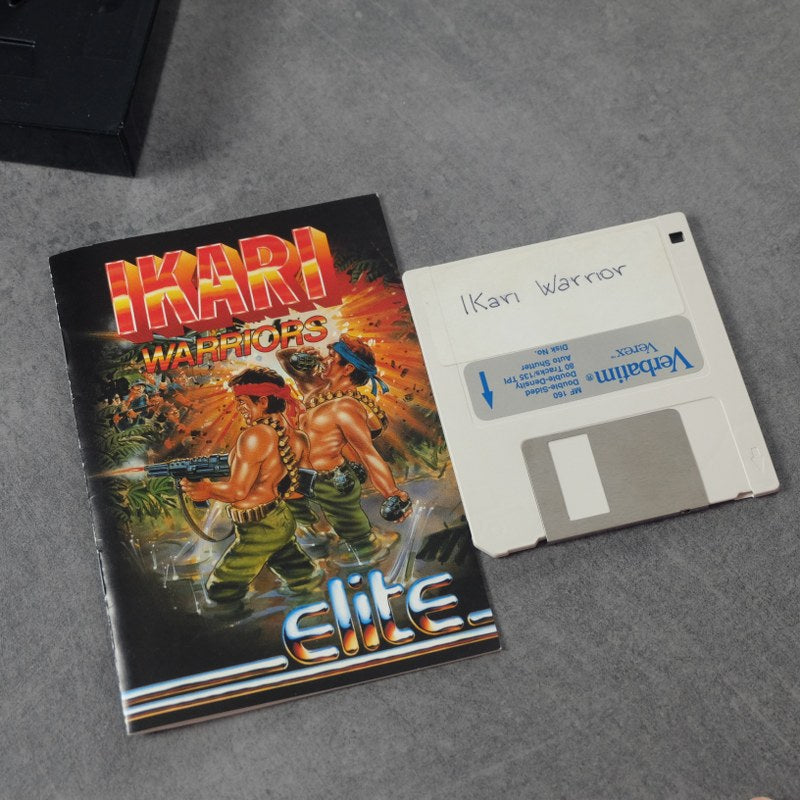 IKARI
WARRIORS
elite
IKari Warrior
Verbatim®
Verex™
MF 160
Double-Sided
Double-Density
80 Tracks/135 TPI
Auto Shutter
Disk No.